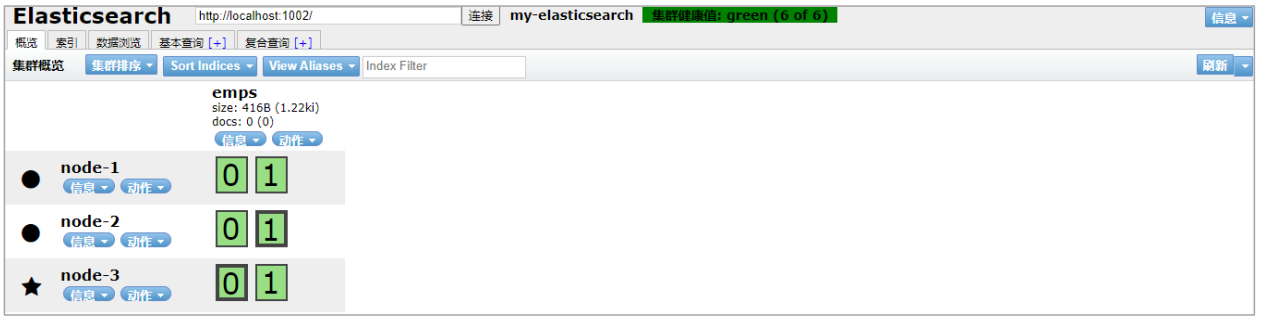 Elasticsearch http://localhost:1002/ 连接 my-elasticsearch 集群健康值: green (6 of 6) 信息
概览 索引 数据浏览 基本查询 [+] 复合查询 [+]
集群概览 集群排序 Sort Indices View Aliases Index Filter 刷新
emps
size: 416B (1.22ki)
docs: 0 (0)
信息 动作
node-1 0 1
信息 动作
node-2 0 1
信息 动作
node-3 0 1
信息 动作